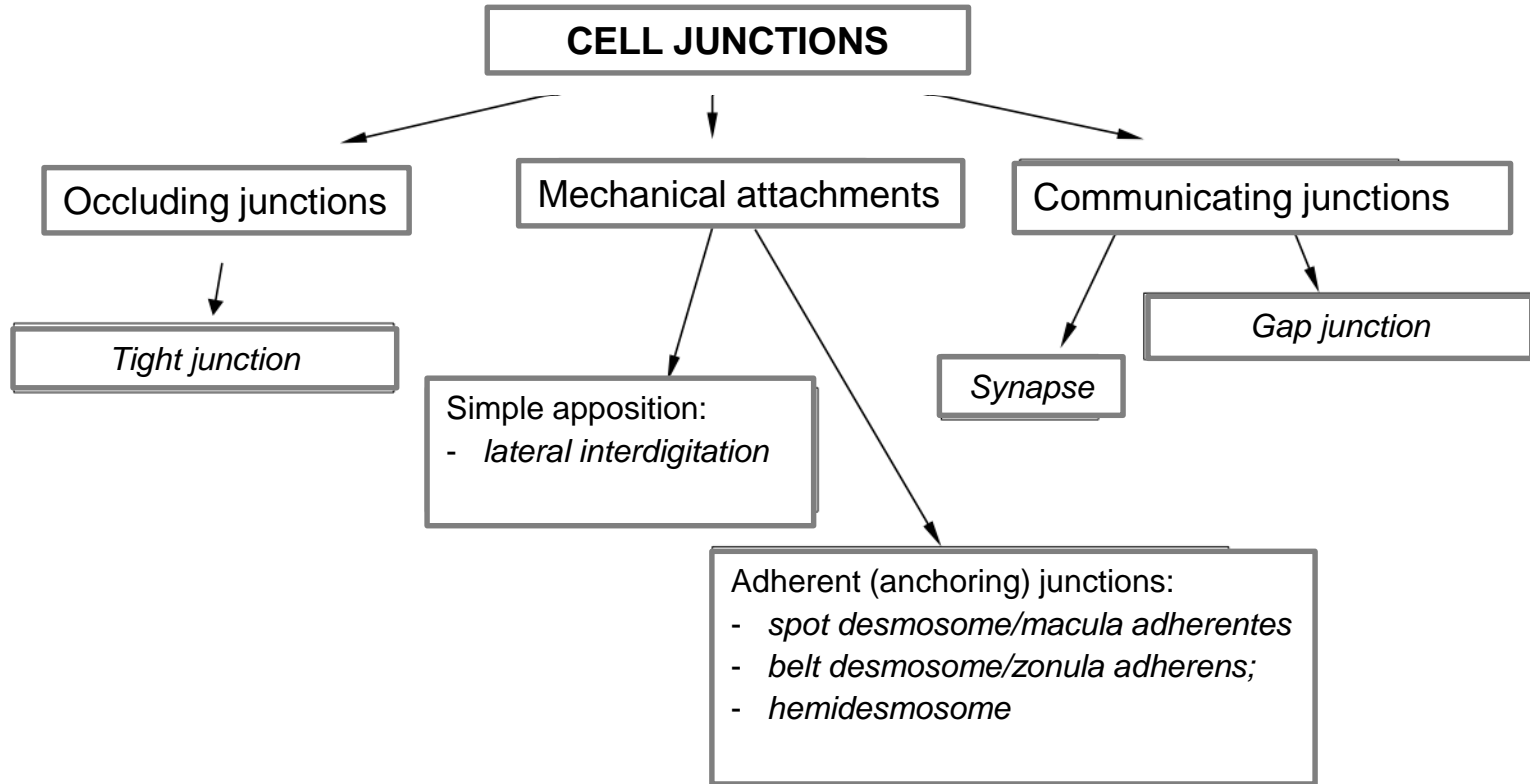 CELL JUNCTIONS
Occluding junctions
Mechanical attachments
Communicating junctions
Tight junction
Gap junction
Synapse
Simple apposition:
- lateral interdigitation
Adherent (anchoring) junctions:
- spot desmosome/macula adherentes
- belt desmosome/zonula adherens;
- hemidesmosome